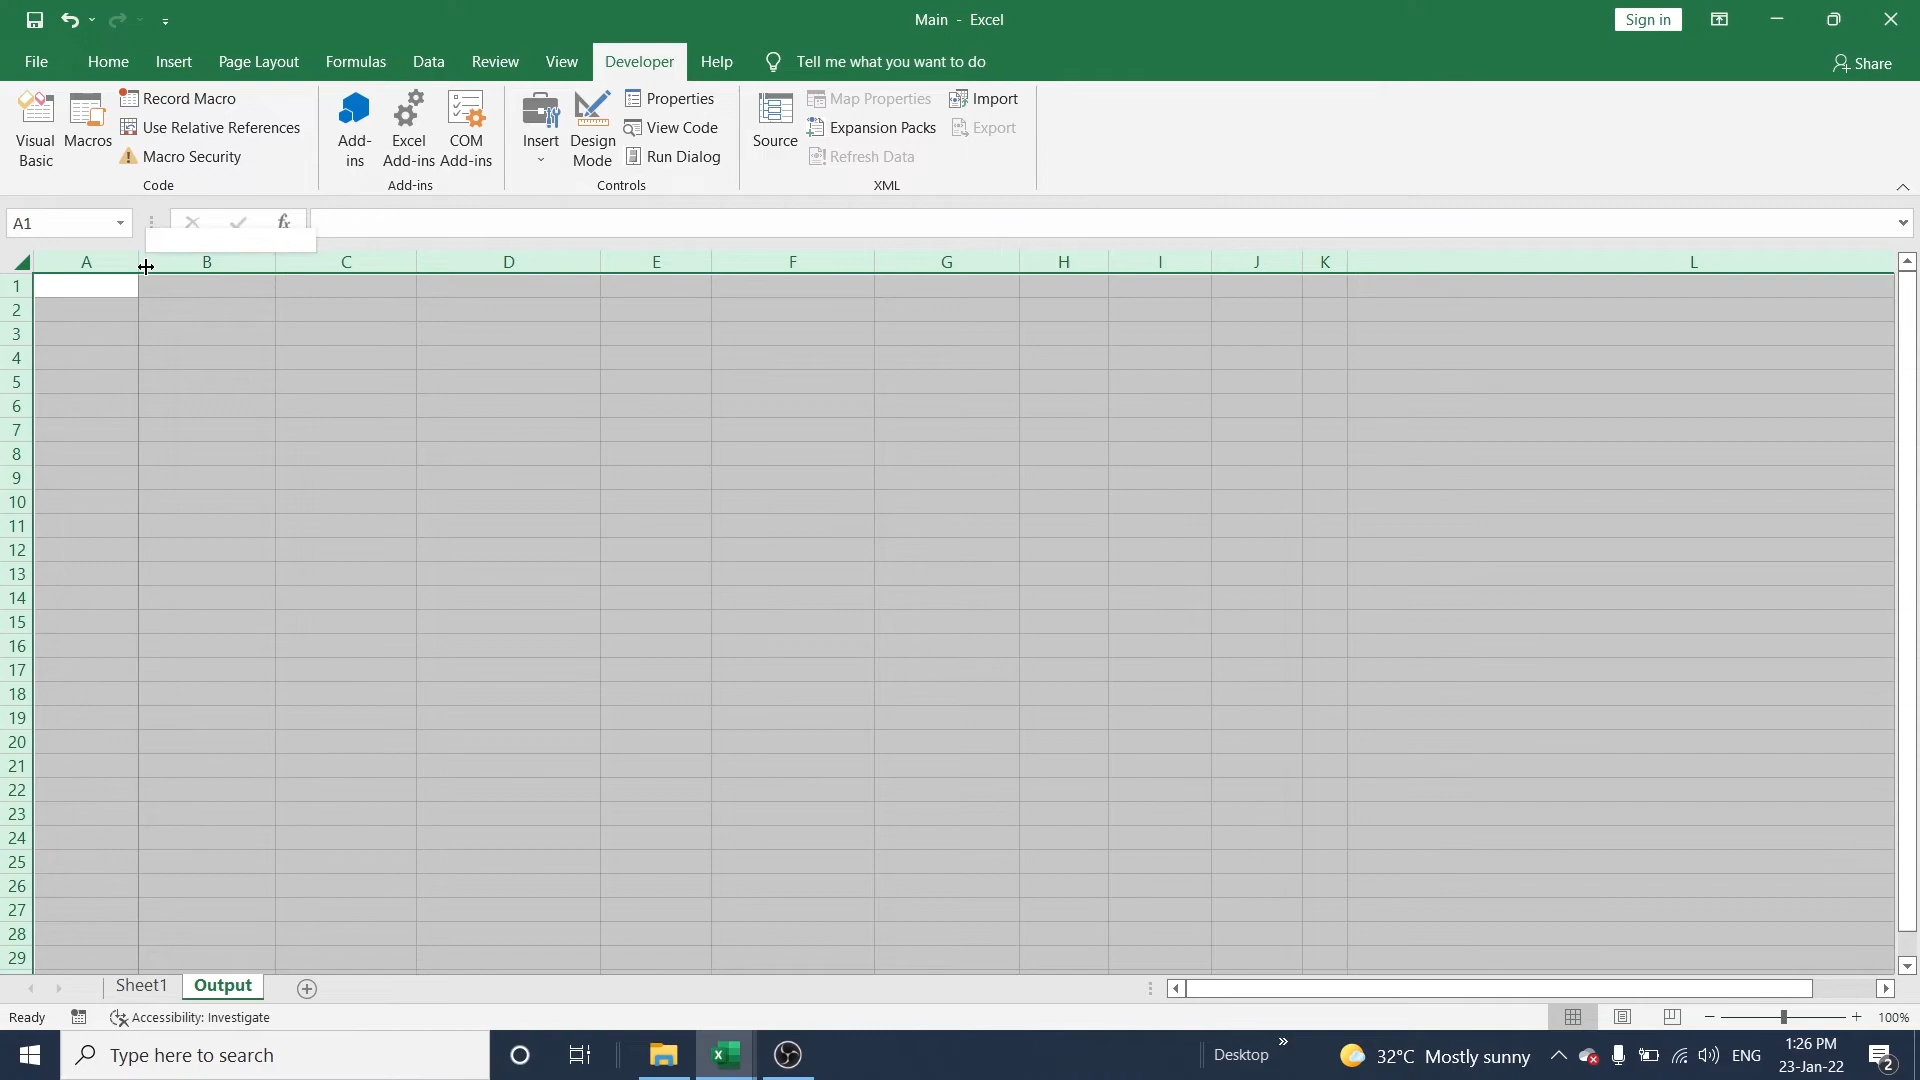 Main - Excel
Sign in
File Home Insert Page Layout Formulas Data Review View Developer Help Tell me what you want to do Share
Visual Basic
Macros
Record Macro
Use Relative References
Macro Security
Code
Add-ins
Excel Add-ins
COM Add-ins
Add-ins
Insert
Design Mode
Properties
View Code
Run Dialog
Controls
Source
Map Properties
Expansion Packs
Refresh Data
Import
Export
XML
A1
fx
A B C D E F G H I J K L
1
2
3
4
5
6
7
8
9
10
11
12
13
14
15
16
17
18
19
20
21
22
23
24
25
26
27
28
29
Sheet1 Output
Ready Accessibility: Investigate 100%
Type here to search
Desktop
32°C Mostly sunny
ENG
1:26 PM
23-Jan-22
2